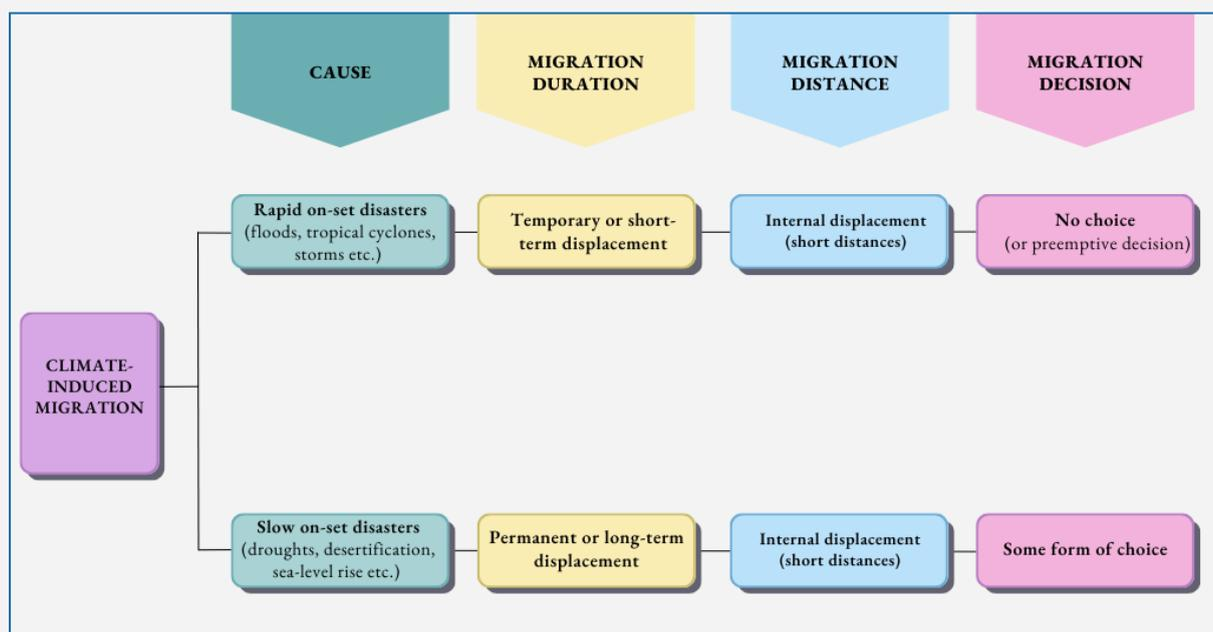 CAUSE
MIGRATION
DURATION
MIGRATION
DISTANCE
MIGRATION
DECISION
Rapid on-set disasters
(floods, tropical cyclones,
storms etc.)
Temporary or short-
term displacement
Internal displacement
(short distances)
No choice
(or preemptive decision)
CLIMATE-
INDUCED
MIGRATION
Slow on-set disasters
(droughts, desertification,
sea-level rise etc.)
Permanent or long-term
displacement
Internal displacement
(short distances)
Some form of choice